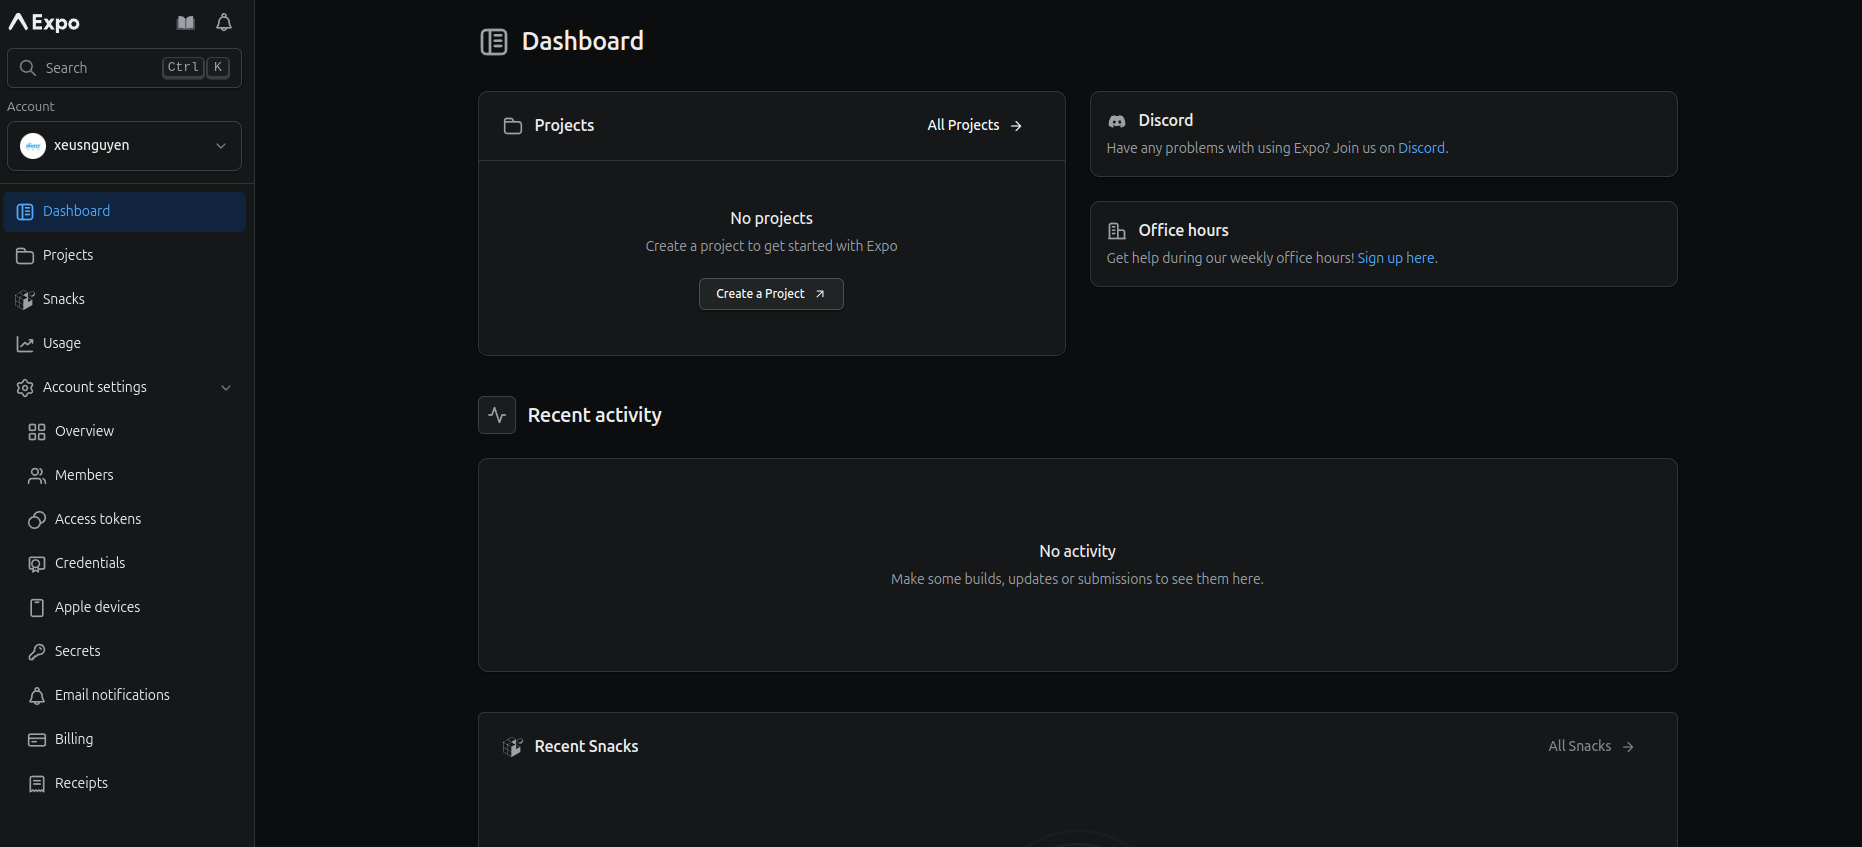 Expo
Search Ctrl K
Account
xeusnguyen
Dashboard
Projects
Snacks
Usage
Account settings
Overview
Members
Access tokens
Credentials
Apple devices
Secrets
Email notifications
Billing
Receipts
Dashboard
Projects All Projects
No projects
Create a project to get started with Expo
Create a Project
Discord
Have any problems with using Expo? Join us on Discord.
Office hours
Get help during our weekly office hours! Sign up here.
Recent activity
No activity
Make some builds, updates or submissions to see them here.
Recent Snacks All Snacks